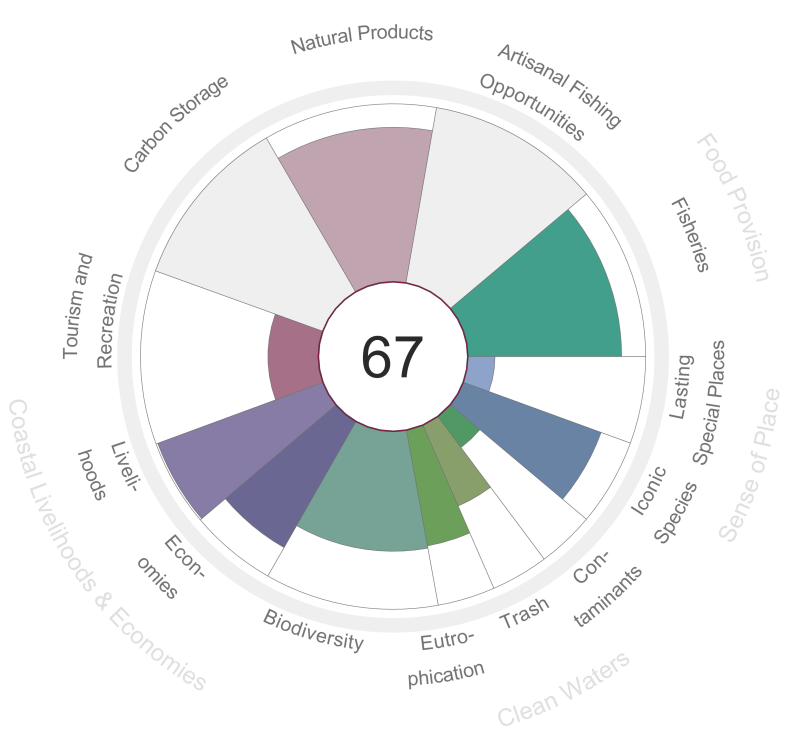 Natural Products
Artisanal Fishing
Opportunities
Food Provision
Fisheries
Lasting
Special Places
Sense of Place
Iconic
Species
Con-
taminants
Trash
Clean Waters
Eutro-
phication
Biodiversity
Econ-
omies
Liveli-
hoods
Coastal Livelihoods & Economies
Tourism and
Recreation
Carbon Storage
67